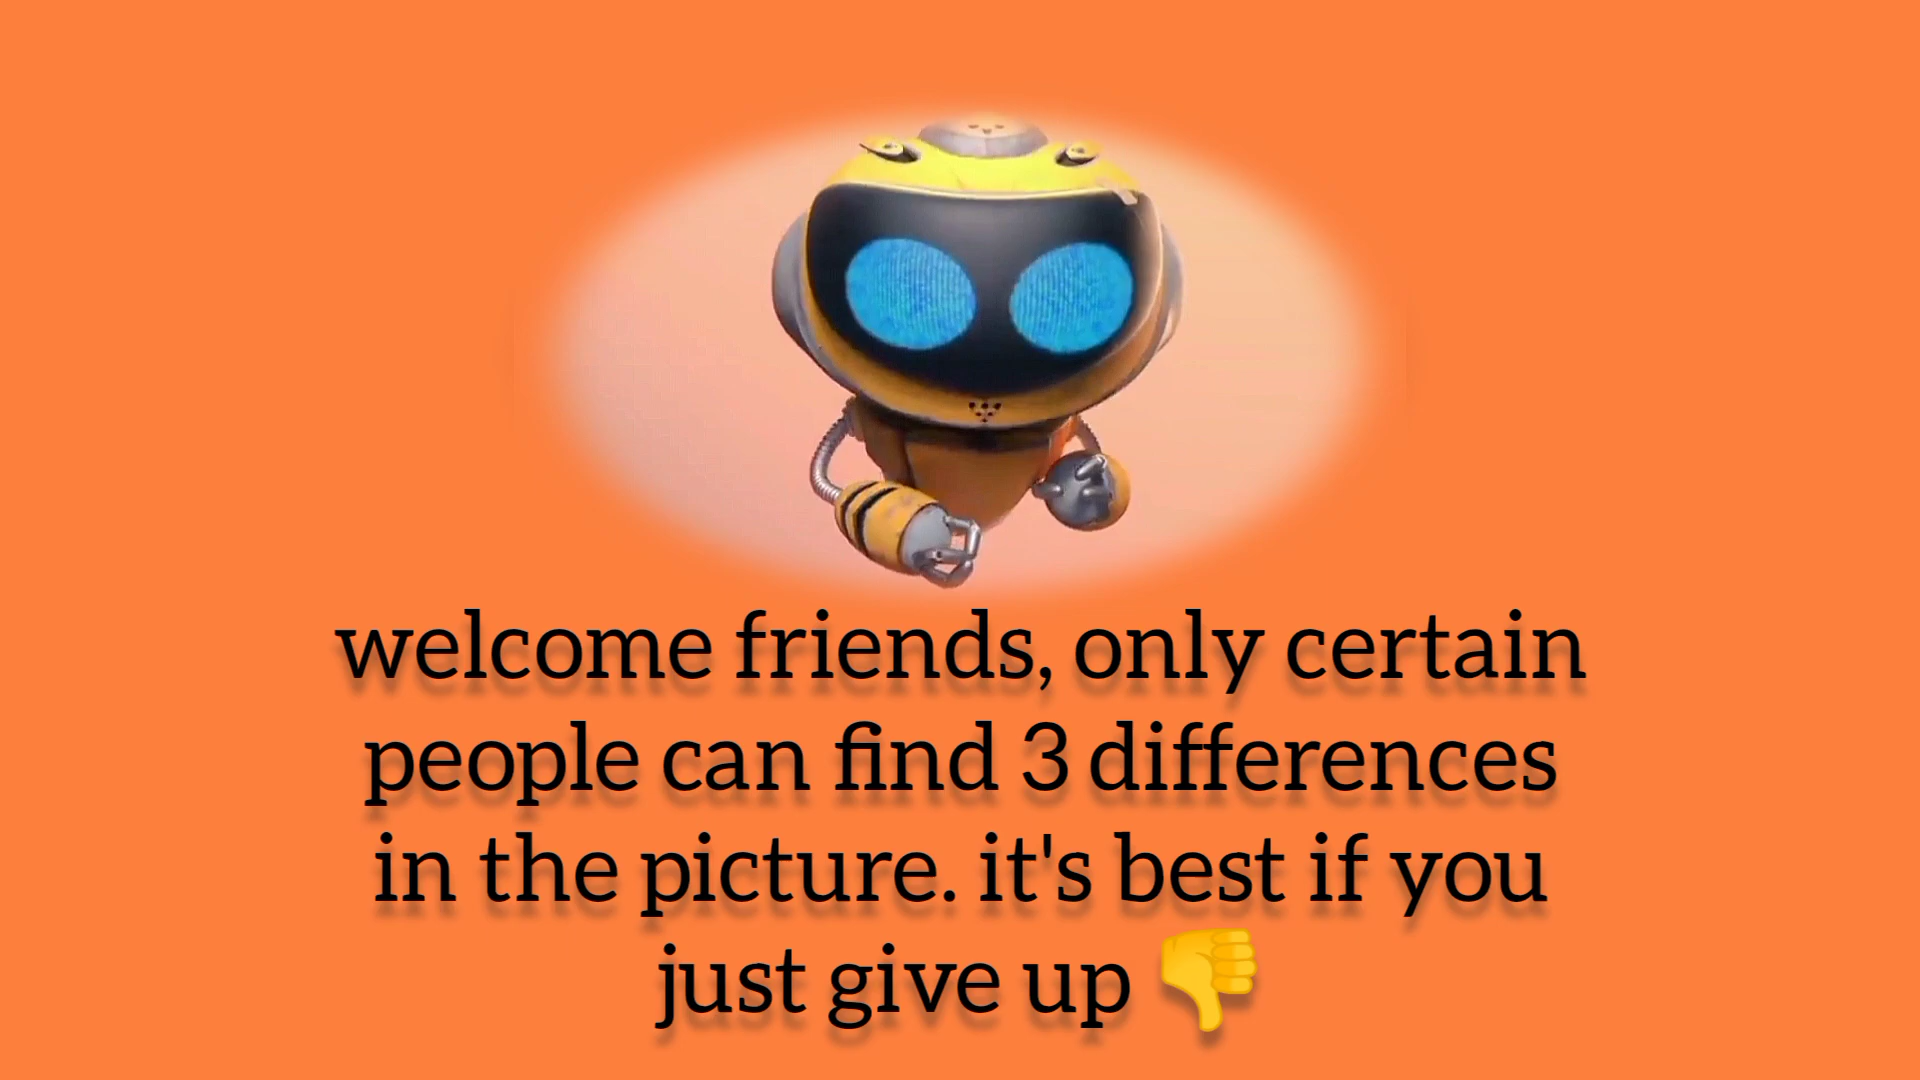 welcome friends, only certain
people can find 3 differences
in the picture. it's best if you
just give up 👎